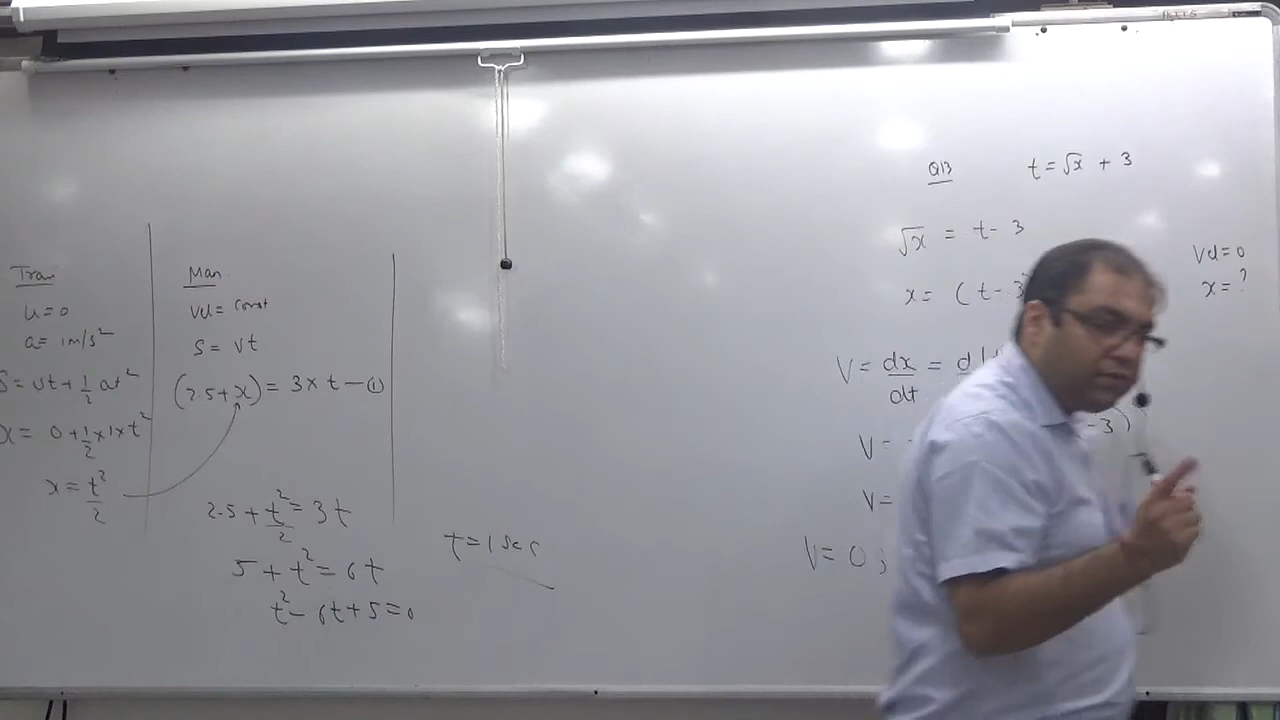 Train
u=0
a= 1m/s²
S= ut + 1/2 at²
x= 0+1/2×1×t²
x= t²/2
Man
Vel= const
S= Vt
(2.5+x) = 3×t —①
2.5 + t²/2 = 3t
5 + t² = 6t
t² - 6t + 5 = 0
t=1 sec
Q13
t = √x + 3
√x = t - 3
x = (t - 3
V = dx/dt = d
-3)
V =
V =
V = 0 ;
Vel = 0
x = ?